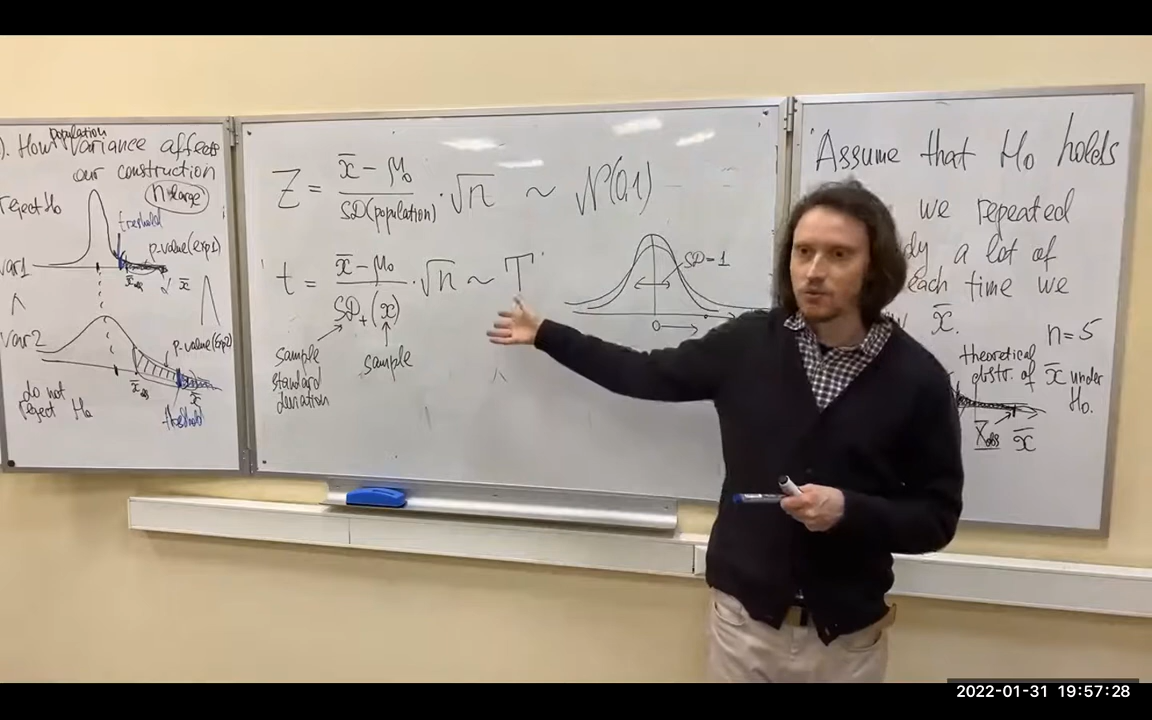 ). How population variance affects
our construction
n large
reject H₀
treshold
p-value(exp1)
var1
x̄obs
x̄
∧
var 2
p-value(exp2)
x̄obs
x̄
do not
reject H₀
threshold
Z = (x̄ - μ₀) / SD(population) · √n ~ N(0,1)
t = (x̄ - μ₀) / SD₊(x) · √n ~ T
sample
standard
deviation
sample
SD=1
0
Assume that H₀ holds
we repeated
a lot of
each time we
x̄.
n=5
theoretical
distr. of x̄ under
H₀.
x̄obs
x̄
2022-01-31 19:57:28